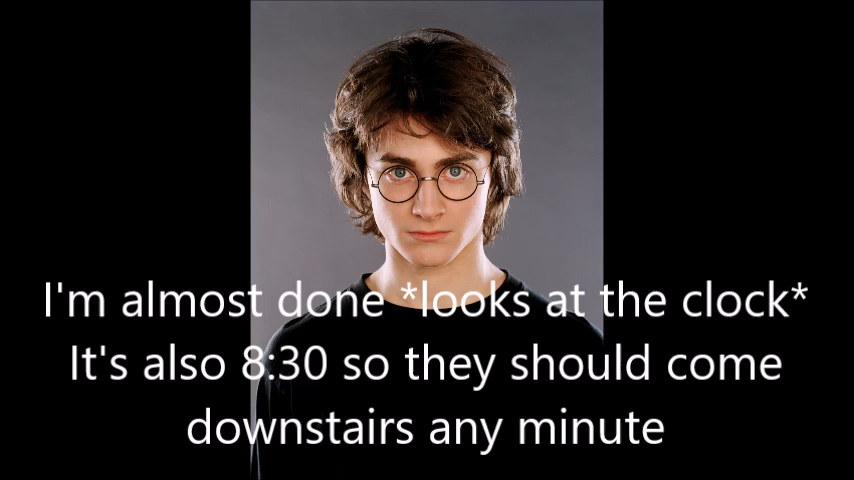 I'm almost done *looks at the clock*
It's also 8:30 so they should come
downstairs any minute